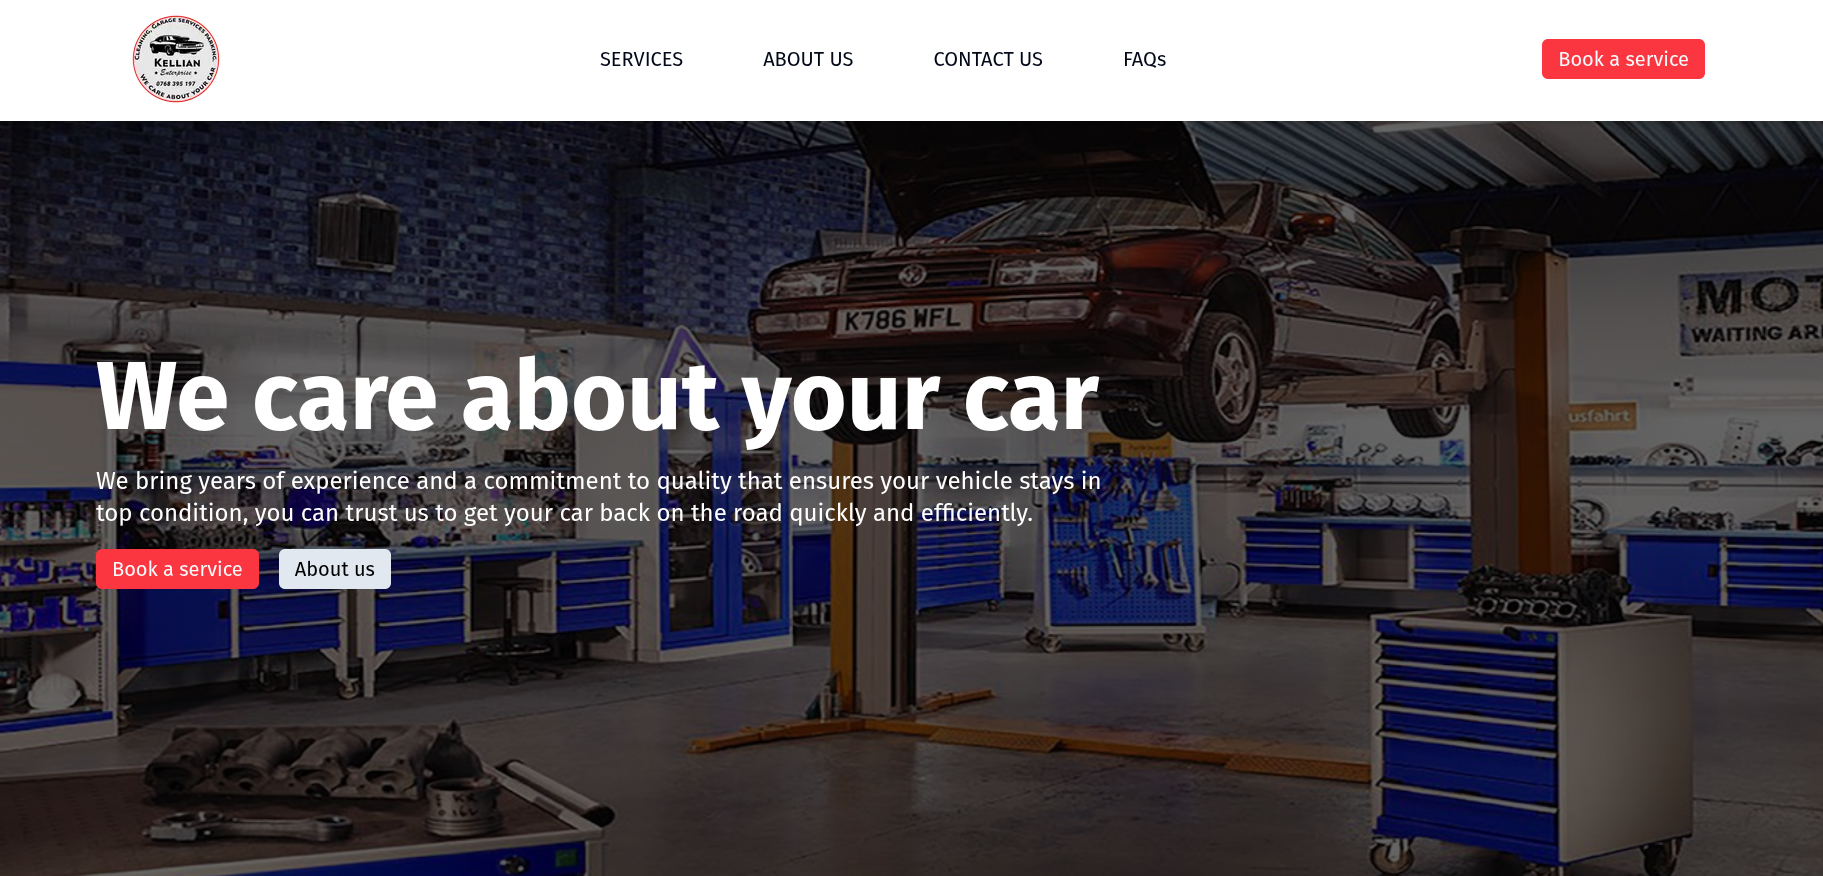 CLEANING, GARAGE SERVICES PARKING.
KELLIAN
Enterprise
0768 395 197
WE CARE ABOUT YOUR CAR
SERVICES
ABOUT US
CONTACT US
FAQs
Book a service
K786 WFL
MOT
WAITING ARE
We care about your car
usfahrt
We bring years of experience and a commitment to quality that ensures your vehicle stays in
top condition, you can trust us to get your car back on the road quickly and efficiently.
Book a service
About us